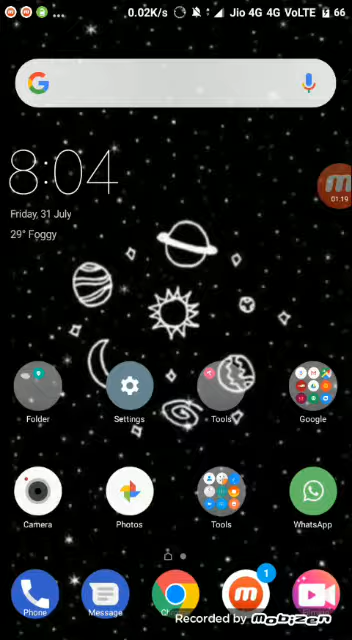 0.02K/s Jio 4G 4G VoLTE 66
8:04
01:19
Friday, 31 July
29° Foggy
Folder
Settings
Tools
Google
Camera
Photos
Tools
WhatsApp
1
Phone
Message
Recorded by mobizen